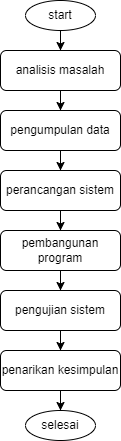 start
analisis masalah
pengumpulan data
perancangan sistem
pembangunan
program
pengujian sistem
penarikan kesimpulan
selesai